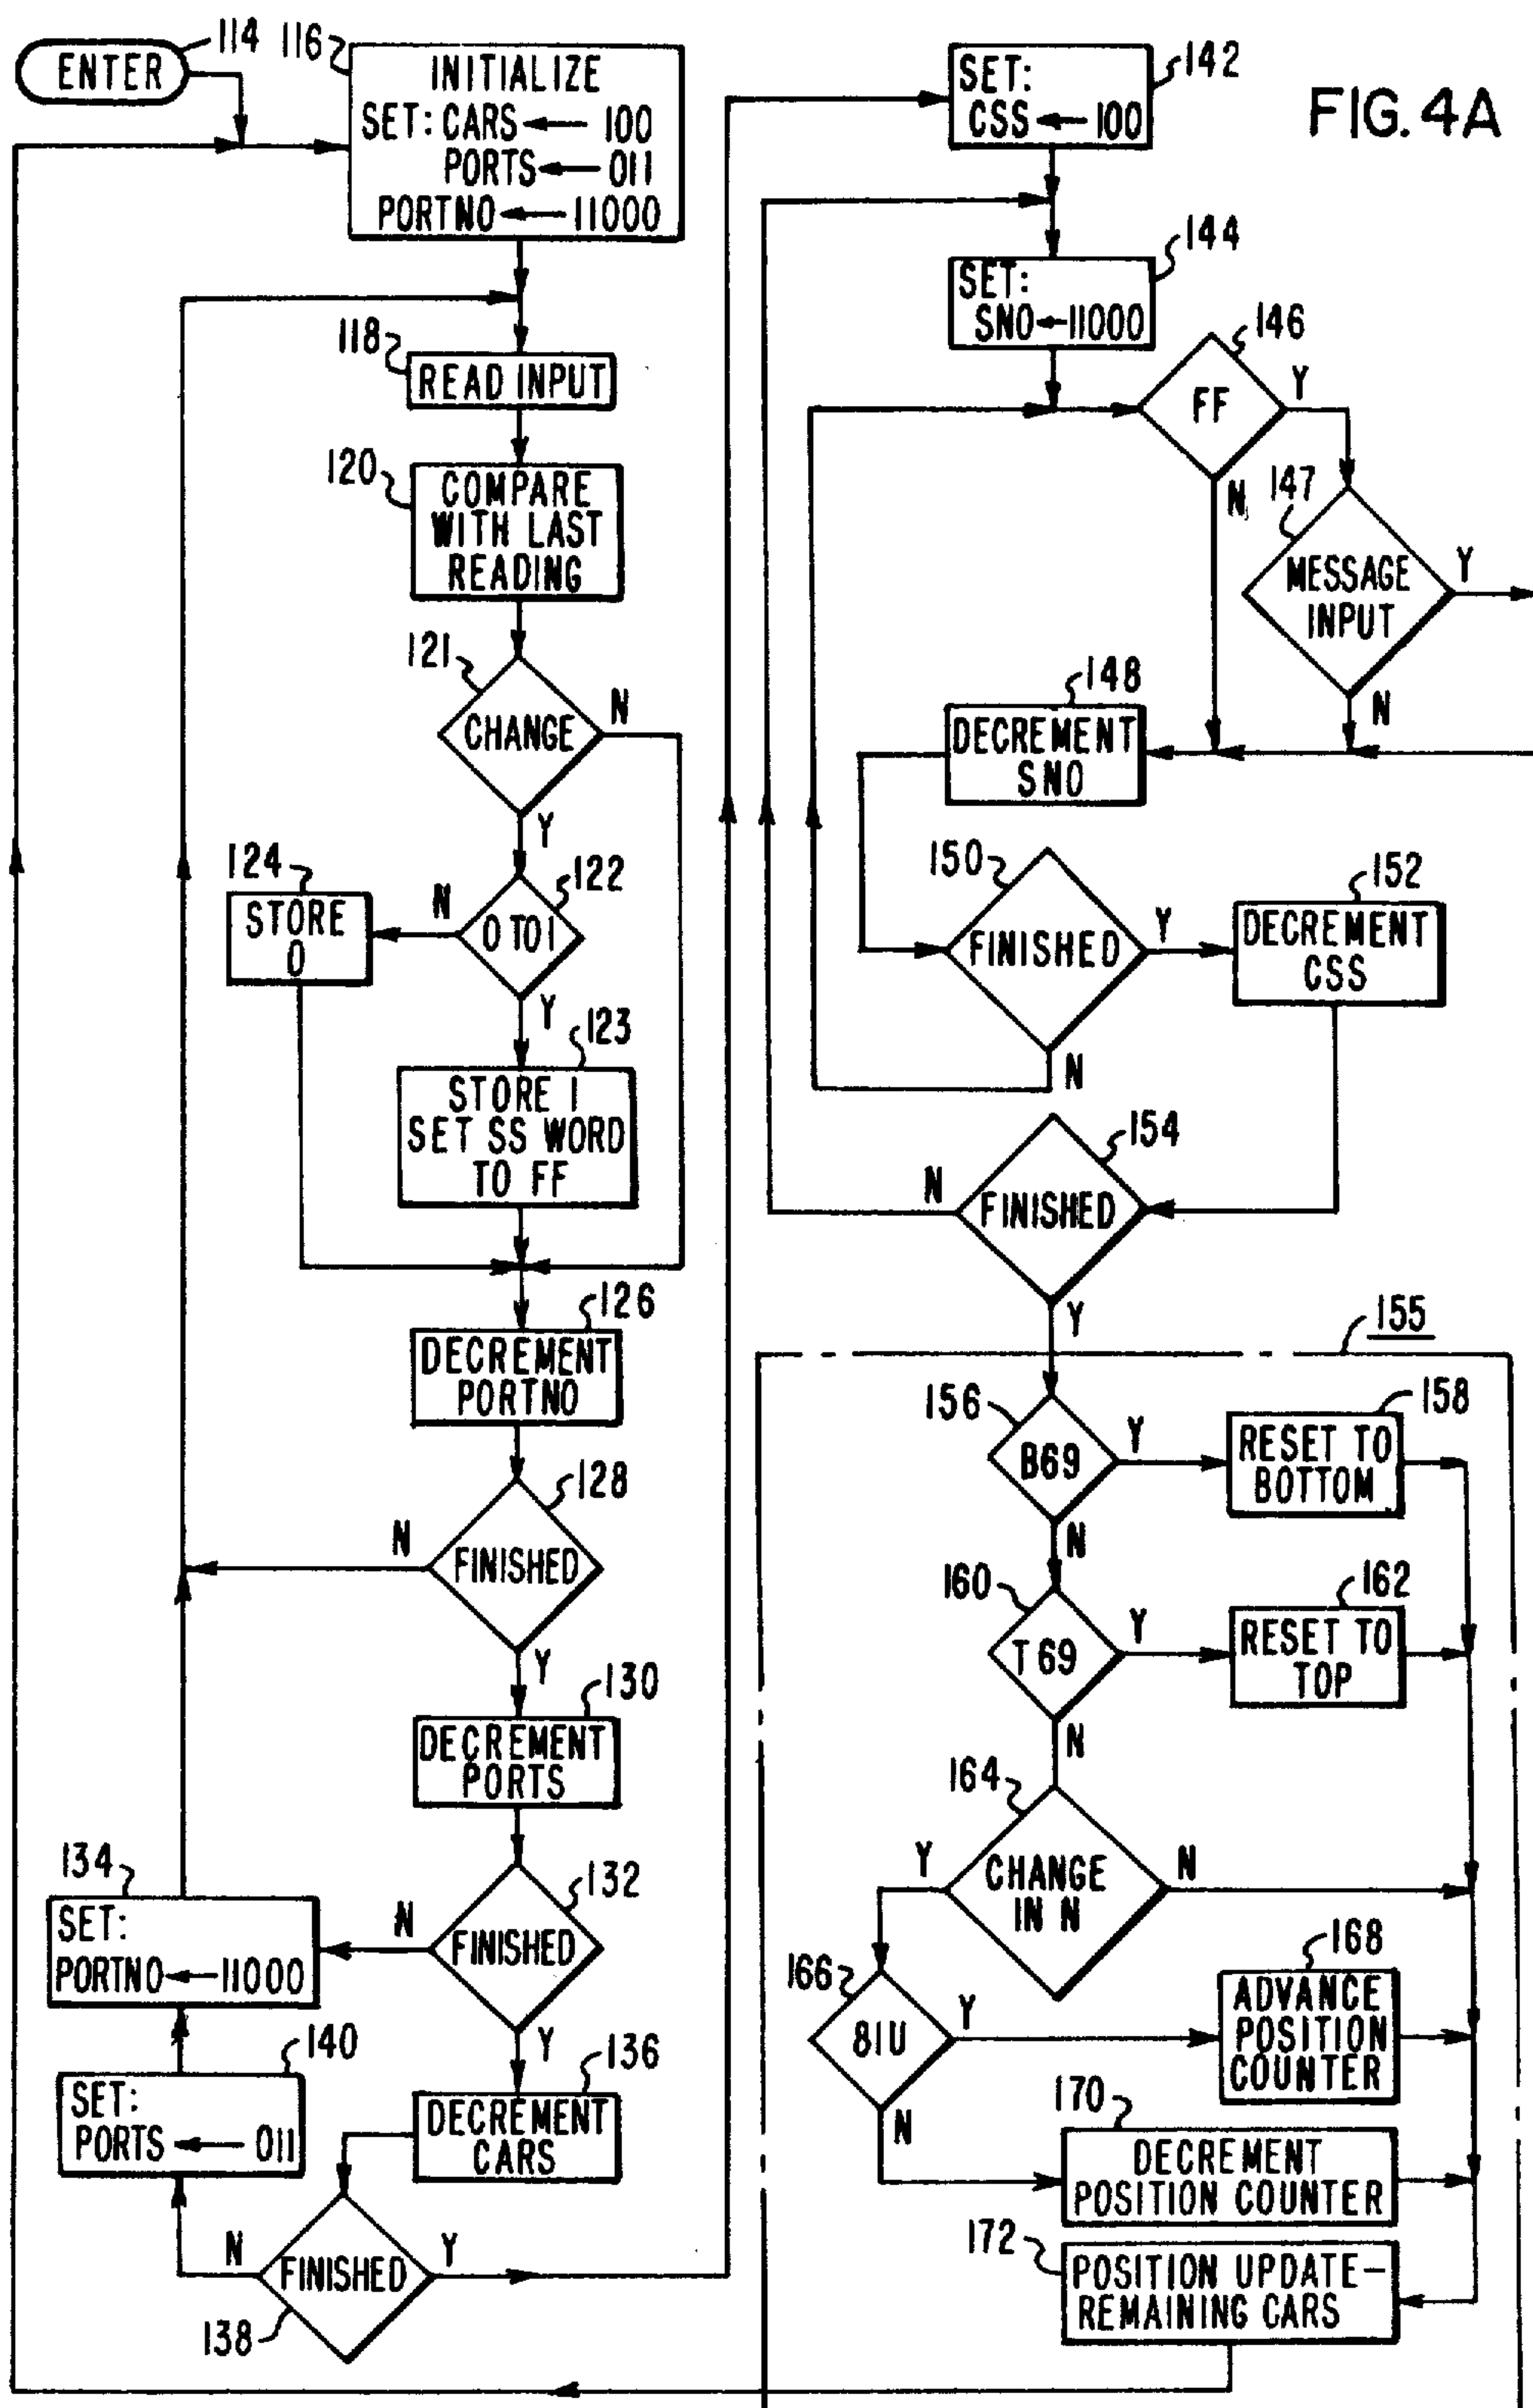 FIG. 4A
114
ENTER
116
INITIALIZE
SET: CARS ← 100
PORTS ← 011
PORTNO ← 11000
118
READ INPUT
120
COMPARE
WITH LAST
READING
121
CHANGE
N
Y
122
0 TO 1
N
Y
124
STORE
0
123
STORE 1
SET SS WORD
TO FF
126
DECREMENT
PORTNO
128
FINISHED
N
Y
130
DECREMENT
PORTS
132
FINISHED
N
Y
134
SET:
PORTNO ← 11000
136
DECREMENT
CARS
140
SET:
PORTS ← 011
138
FINISHED
N
Y
142
SET:
CSS ← 100
144
SET:
SNO ← 11000
146
FF
Y
N
147
MESSAGE
INPUT
Y
N
148
DECREMENT
SNO
150
FINISHED
Y
N
152
DECREMENT
CSS
154
FINISHED
N
Y
155
156
B69
Y
N
158
RESET TO
BOTTOM
160
T69
Y
N
162
RESET TO
TOP
164
CHANGE
IN N
Y
N
166
81U
Y
N
168
ADVANCE
POSITION
COUNTER
170
DECREMENT
POSITION COUNTER
172
POSITION UPDATE-
REMAINING CARS